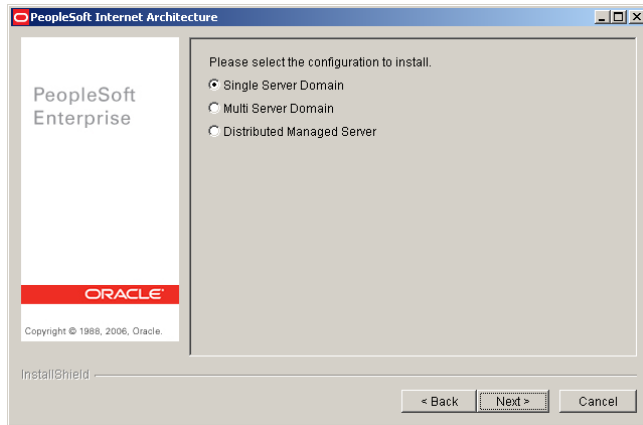 PeopleSoft Internet Architecture
PeopleSoft
Enterprise
Please select the configuration to install.
Single Server Domain
Multi Server Domain
Distributed Managed Server
ORACLE
Copyright © 1988, 2006, Oracle.
InstallShield
< Back
Next >
Cancel